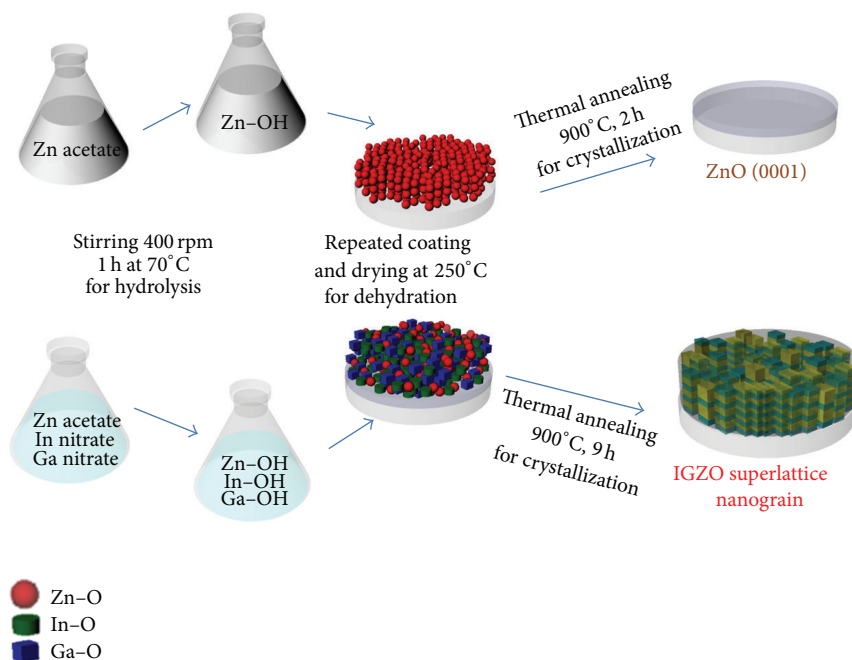 Zn acetate
Zn–OH
Thermal annealing
900°C, 2 h
for crystallization
ZnO (0001)
Stirring 400 rpm
1 h at 70°C
for hydrolysis
Repeated coating
and drying at 250°C
for dehydration
Zn acetate
In nitrate
Ga nitrate
Zn–OH
In–OH
Ga–OH
Thermal annealing
900°C, 9 h
for crystallization
IGZO superlattice
nanograin
Zn–O
In–O
Ga–O